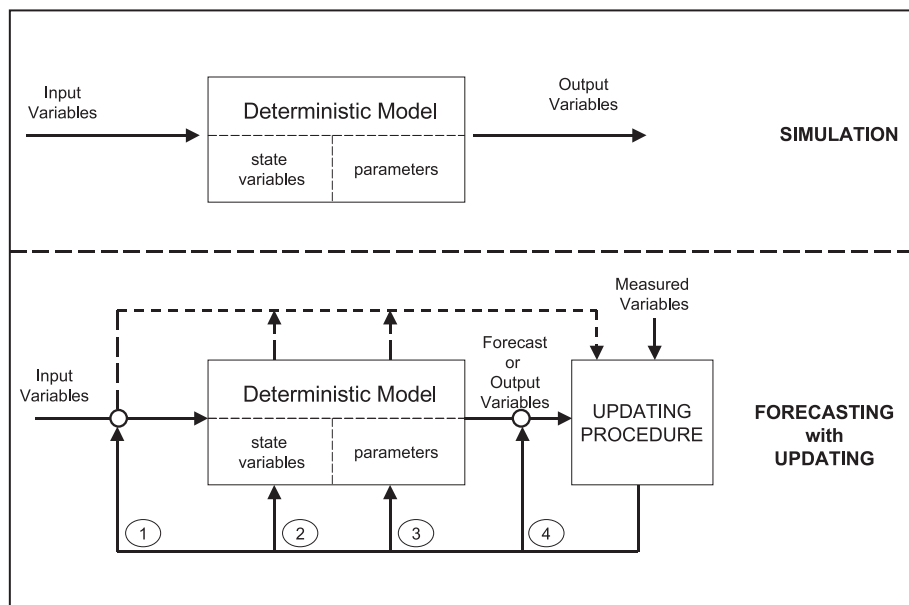 Input
Variables
Deterministic Model
state
variables
parameters
Output
Variables
SIMULATION
Measured
Variables
Input
Variables
Deterministic Model
state
variables
parameters
Forecast
or
Output
Variables
UPDATING
PROCEDURE
FORECASTING
with
UPDATING
1
2
3
4